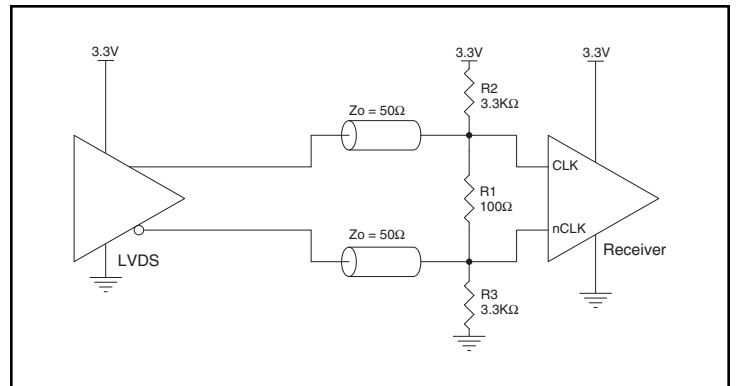 3.3V
3.3V
3.3V
R2
3.3KΩ
Zo = 50Ω
CLK
R1
100Ω
nCLK
Zo = 50Ω
Receiver
LVDS
R3
3.3KΩ